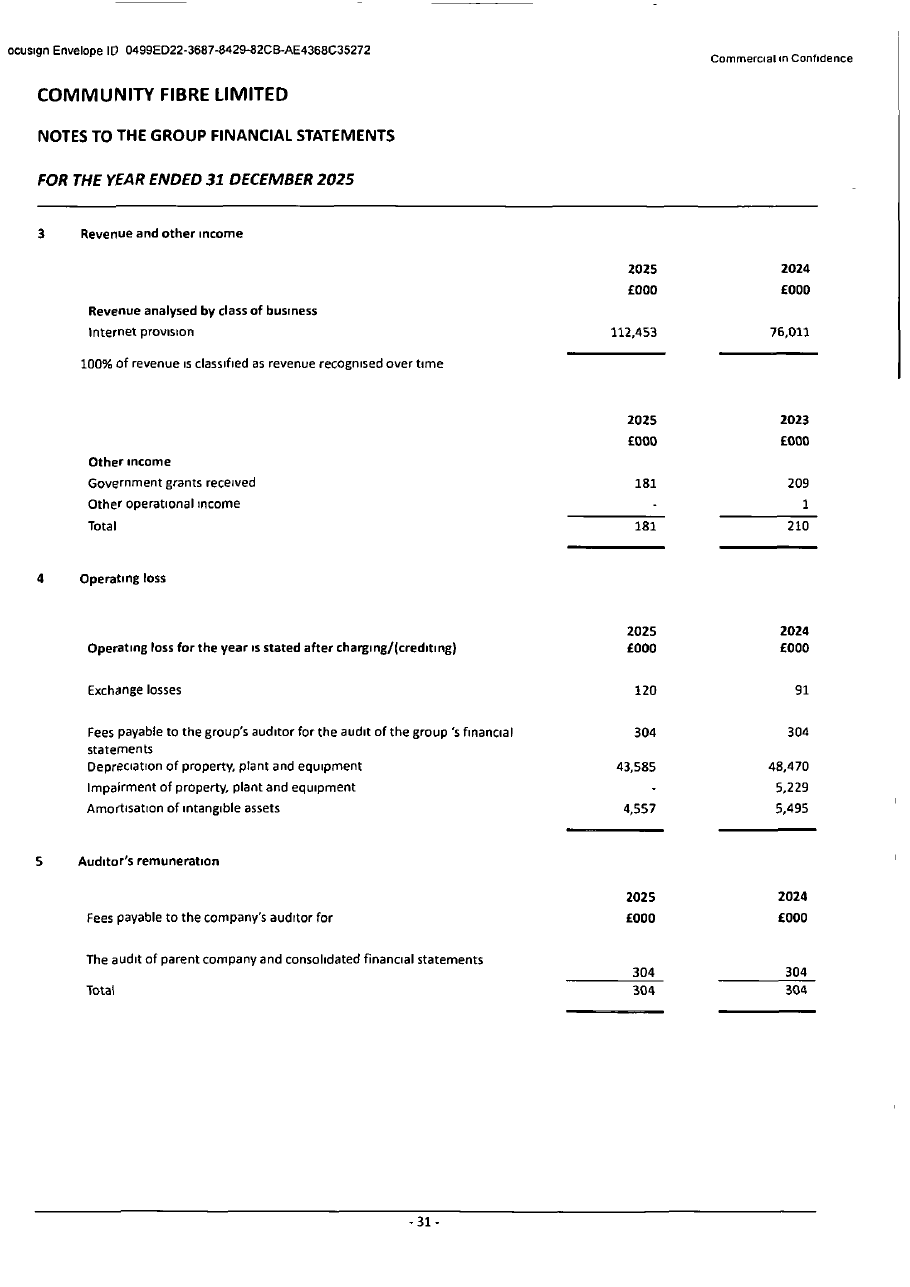 ocusign Envelope ID 0499ED22-3687-8429-82CB-AE4368C35272
Commercial in Confidence
COMMUNITY FIBRE LIMITED
NOTES TO THE GROUP FINANCIAL STATEMENTS
FOR THE YEAR ENDED 31 DECEMBER 2025
3 Revenue and other income
2025 2024
£000 £000
Revenue analysed by class of business
Internet provision 112,453 76,011
100% of revenue is classified as revenue recognised over time
2025 2023
£000 £000
Other income
Government grants received 181 209
Other operational income - 1
Total 181 210
4 Operating loss
2025 2024
Operating loss for the year is stated after charging/(crediting) £000 £000
Exchange losses 120 91
Fees payable to the group's auditor for the audit of the group 's financial 304 304
statements
Depreciation of property, plant and equipment 43,585 48,470
Impairment of property, plant and equipment - 5,229
Amortisation of intangible assets 4,557 5,495
5 Auditor's remuneration
2025 2024
Fees payable to the company's auditor for £000 £000
The audit of parent company and consolidated financial statements
304 304
Total 304 304
- 31 -